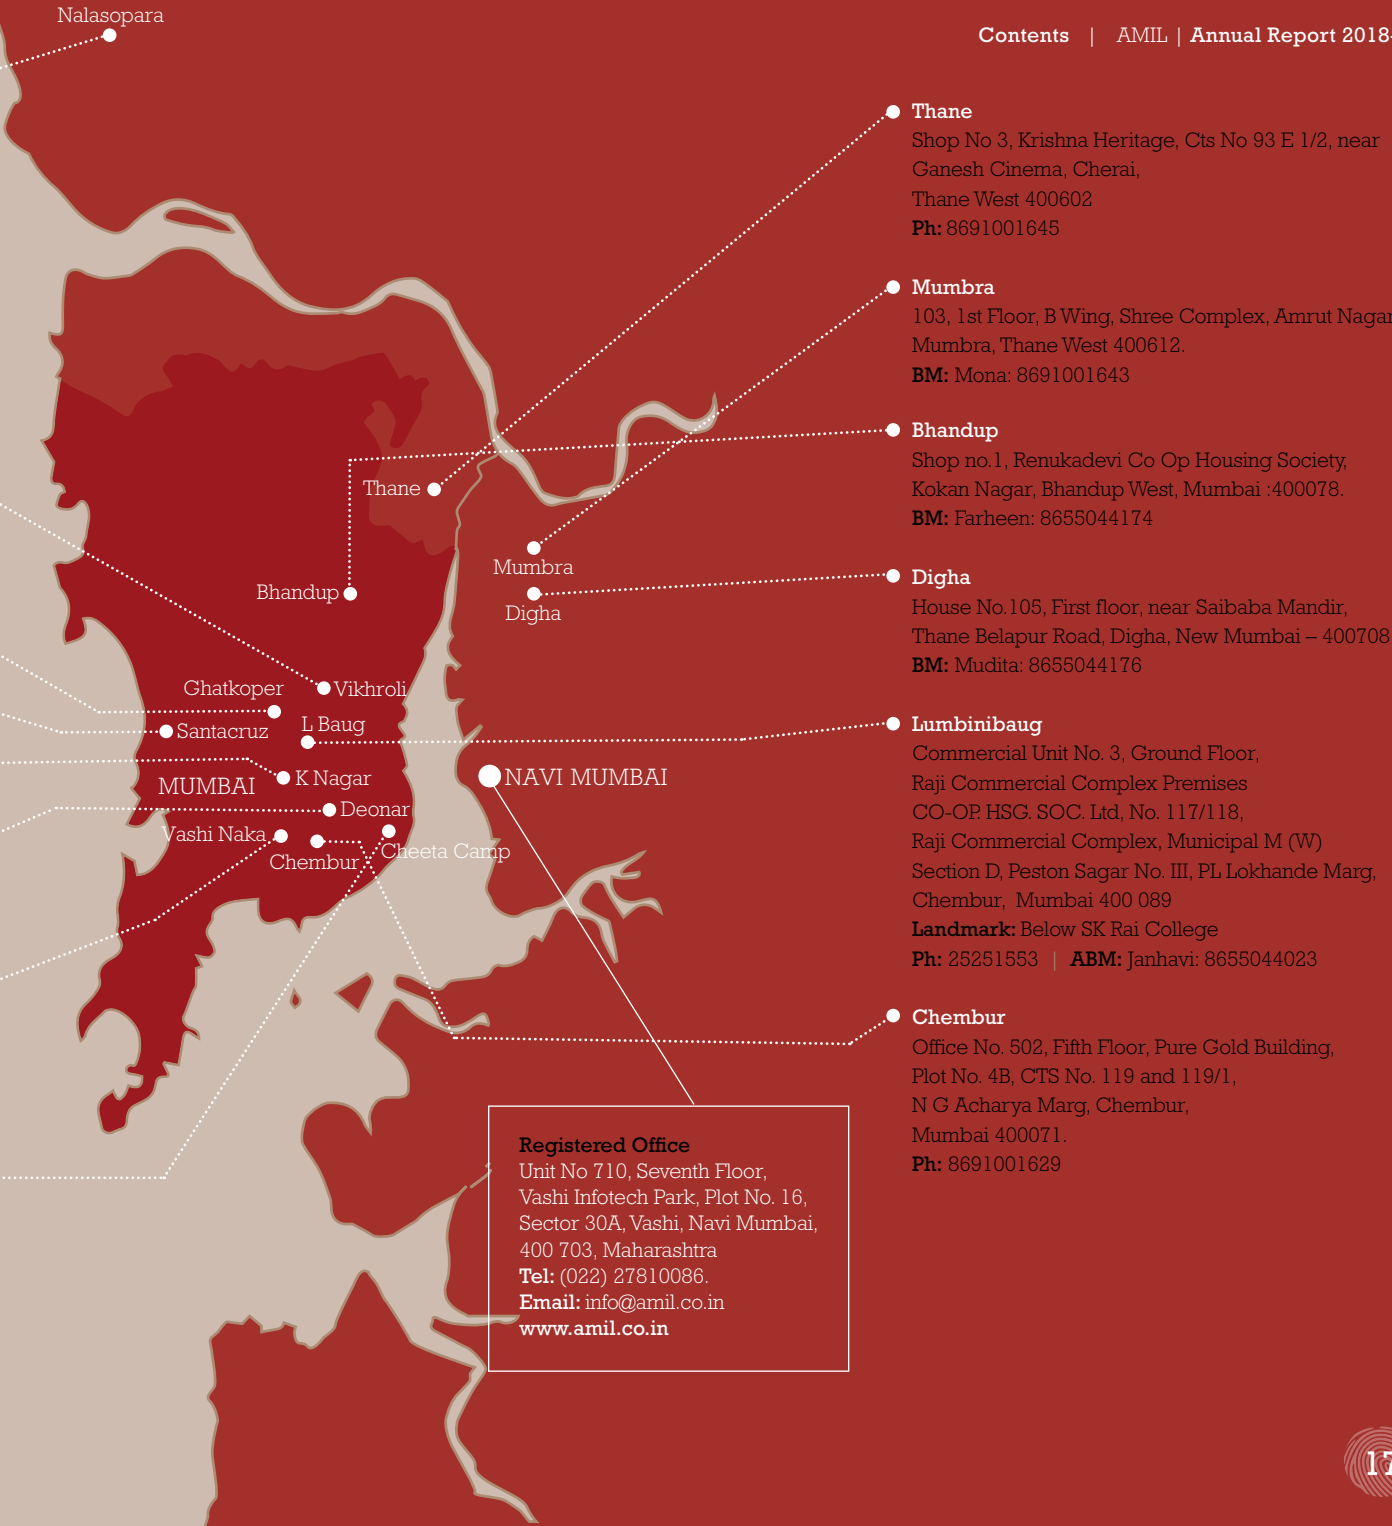 Nalasopara
Contents | AMIL | Annual Report 2018-
Thane
Shop No 3, Krishna Heritage, Cts No 93 E 1/2, near
Ganesh Cinema, Cherai,
Thane West 400602
Ph: 8691001645
Mumbra
103, 1st Floor, B Wing, Shree Complex, Amrut Nagar
Mumbra, Thane West 400612.
BM: Mona: 8691001643
Bhandup
Shop no.1, Renukadevi Co Op Housing Society,
Kokan Nagar, Bhandup West, Mumbai :400078.
BM: Farheen: 8655044174
Digha
House No.105, First floor, near Saibaba Mandir,
Thane Belapur Road, Digha, New Mumbai – 400708
BM: Mudita: 8655044176
Lumbinibaug
Commercial Unit No. 3, Ground Floor,
Raji Commercial Complex Premises
CO-OP. HSG. SOC. Ltd, No. 117/118,
Raji Commercial Complex, Municipal M (W)
Section D, Peston Sagar No. III, PL Lokhande Marg,
Chembur, Mumbai 400 089
Landmark: Below SK Rai College
Ph: 25251553 | ABM: Janhavi: 8655044023
Chembur
Office No. 502, Fifth Floor, Pure Gold Building,
Plot No. 4B, CTS No. 119 and 119/1,
N G Acharya Marg, Chembur,
Mumbai 400071.
Ph: 8691001629
Thane
Mumbra
Bhandup
Digha
Ghatkoper
Vikhroli
L Baug
Santacruz
K Nagar
NAVI MUMBAI
MUMBAI
Deonar
Vashi Naka
Cheeta Camp
Chembur
Registered Office
Unit No 710, Seventh Floor,
Vashi Infotech Park, Plot No. 16,
Sector 30A, Vashi, Navi Mumbai,
400 703, Maharashtra
Tel: (022) 27810086.
Email: info@amil.co.in
www.amil.co.in
17